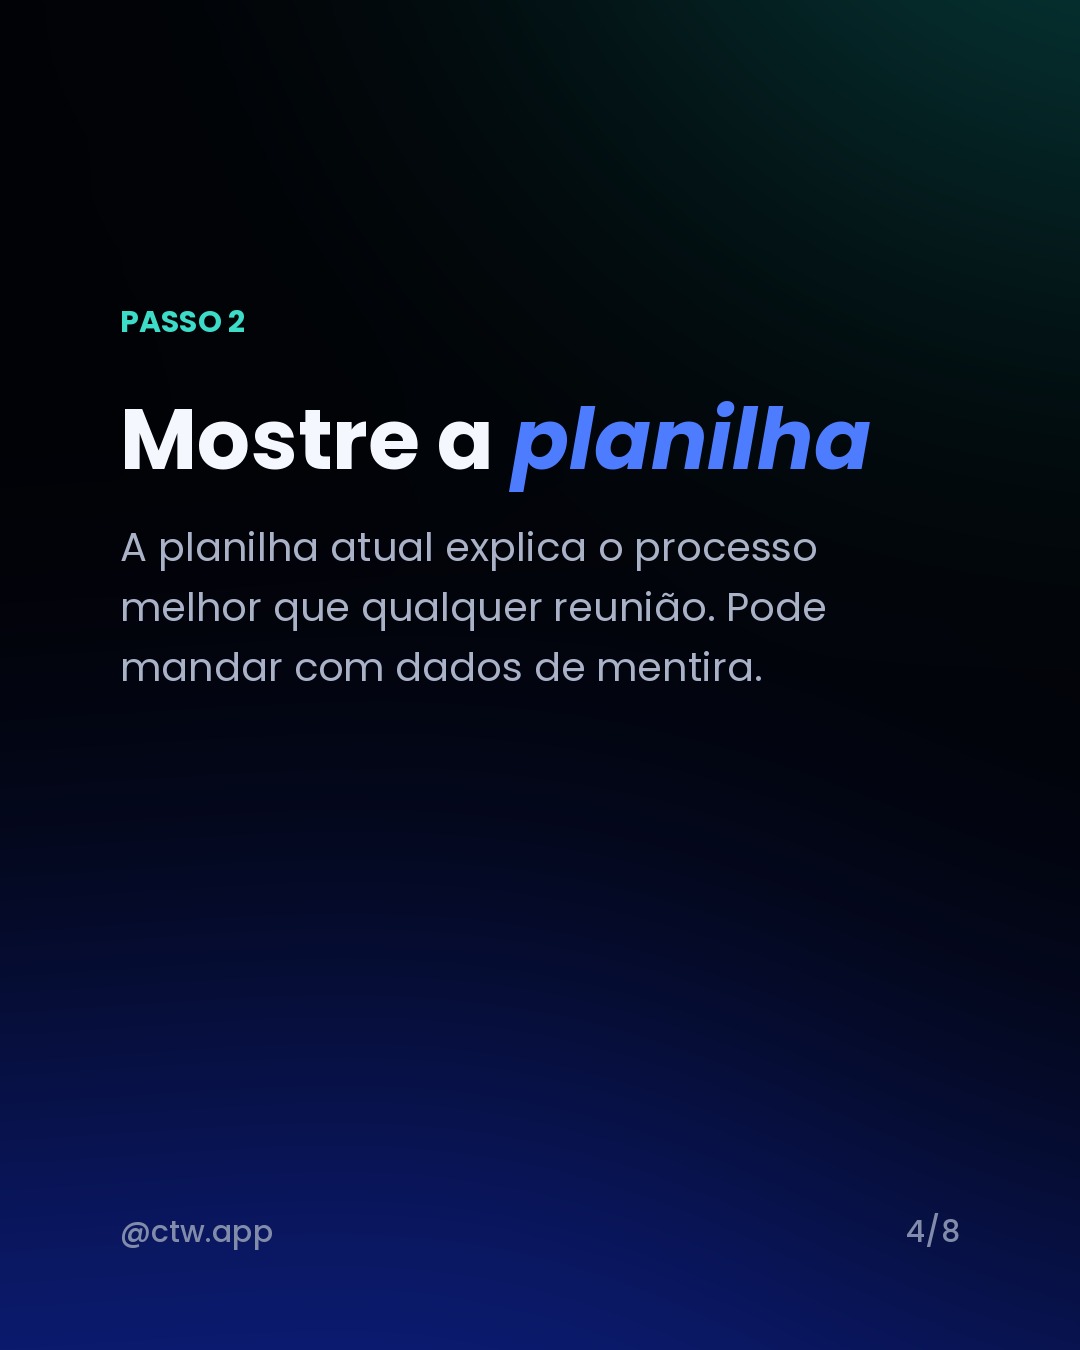 PASSO 2
Mostre a planilha
A planilha atual explica o processo
melhor que qualquer reunião. Pode
mandar com dados de mentira.
@ctw.app
4/8